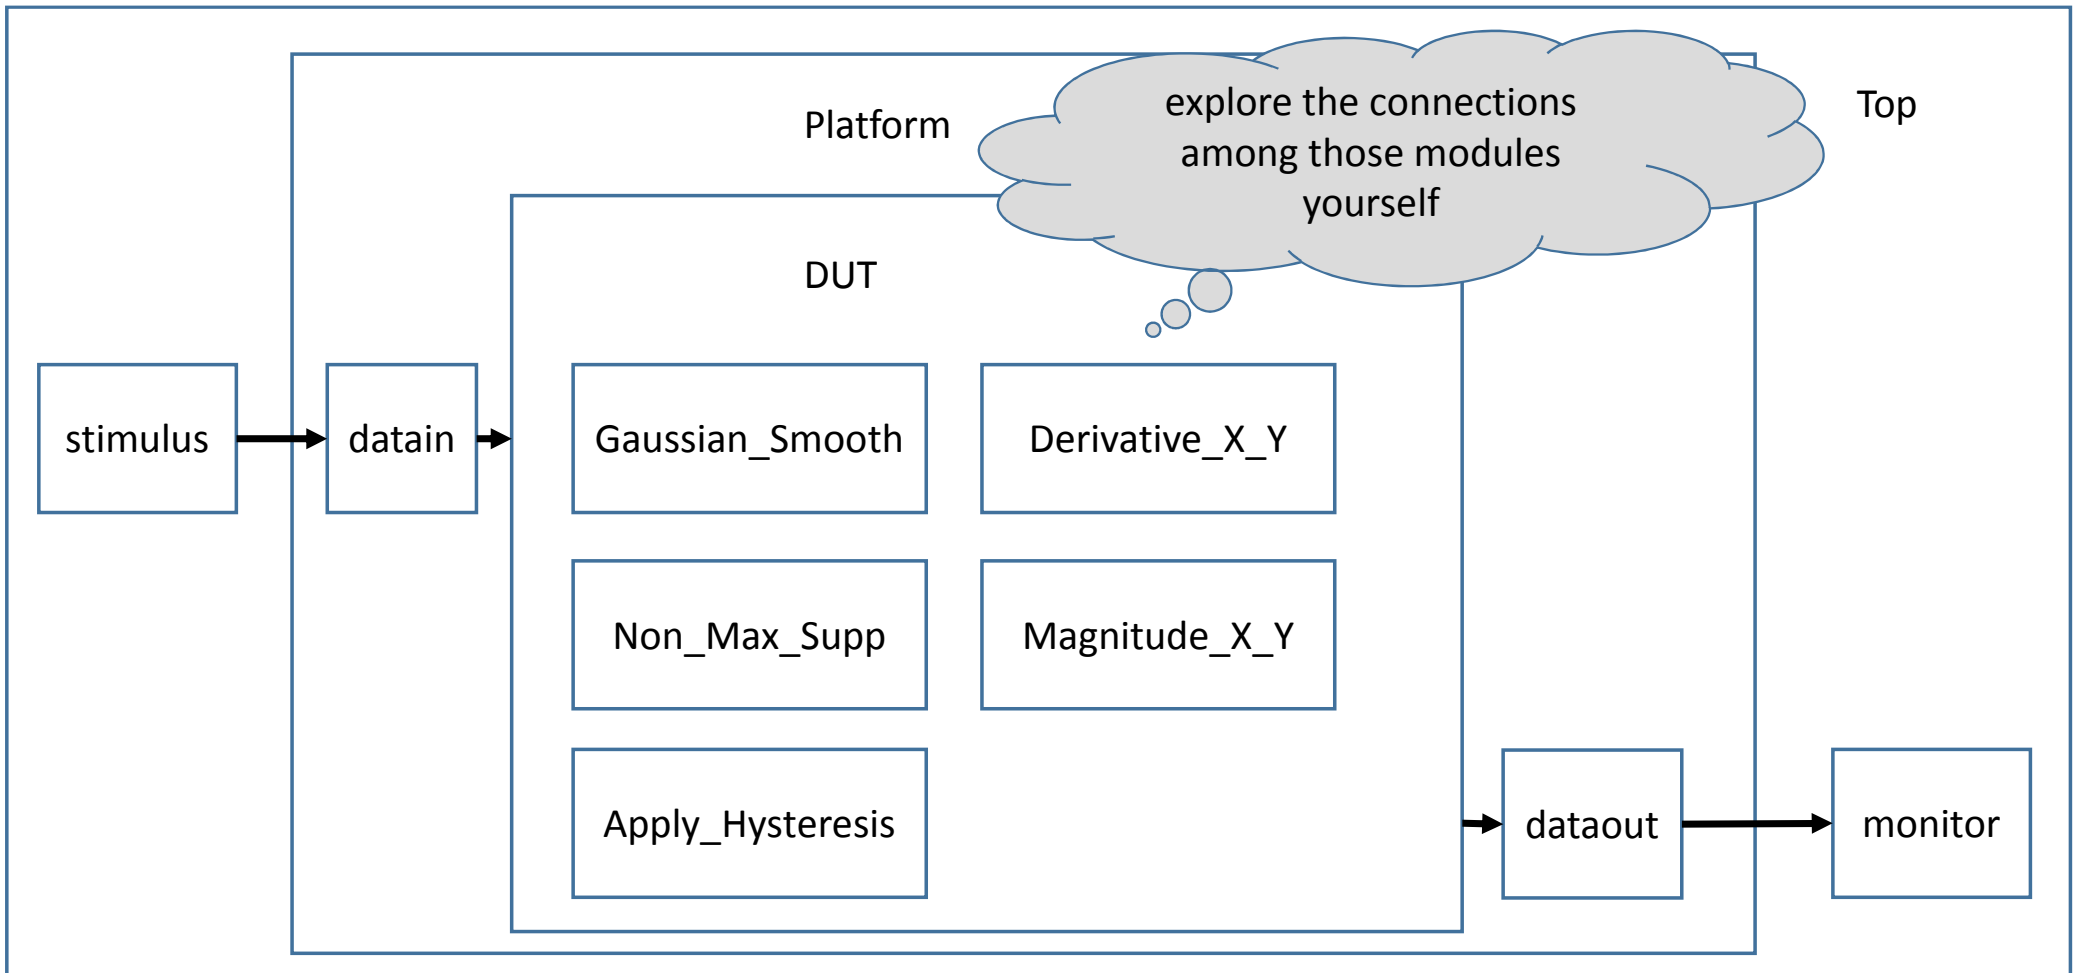 explore the connections
among those modules
yourself
Top
Platform
DUT
stimulus
datain
Gaussian_Smooth
Derivative_X_Y
Non_Max_Supp
Magnitude_X_Y
Apply_Hysteresis
dataout
monitor